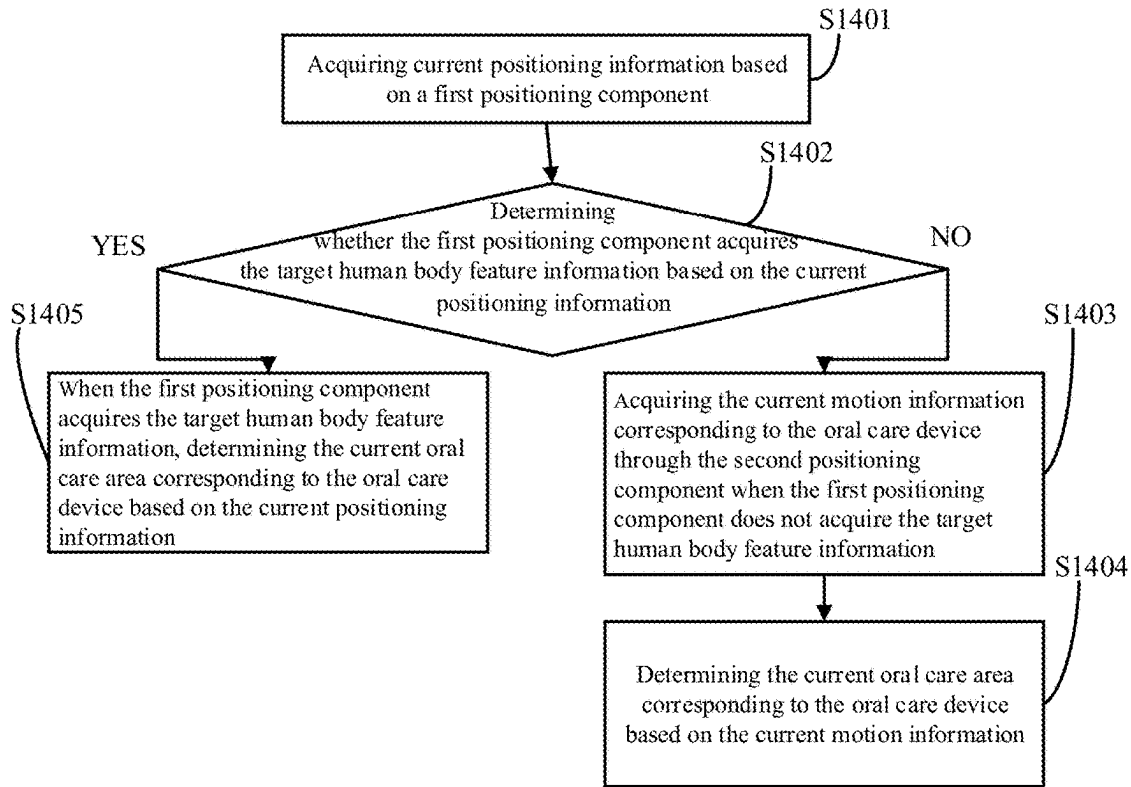 S1401
Acquiring current positioning information based
on a first positioning component
S1402
Determining
whether the first positioning component acquires
the target human body feature information based on the current
positioning information
YES
NO
S1405
When the first positioning component
acquires the target human body feature
information, determining the current oral
care area corresponding to the oral care
device based on the current positioning
information
S1403
Acquiring the current motion information
corresponding to the oral care device
through the second positioning
component when the first positioning
component does not acquire the target
human body feature information
S1404
Determining the current oral care area
corresponding to the oral care device
based on the current motion information